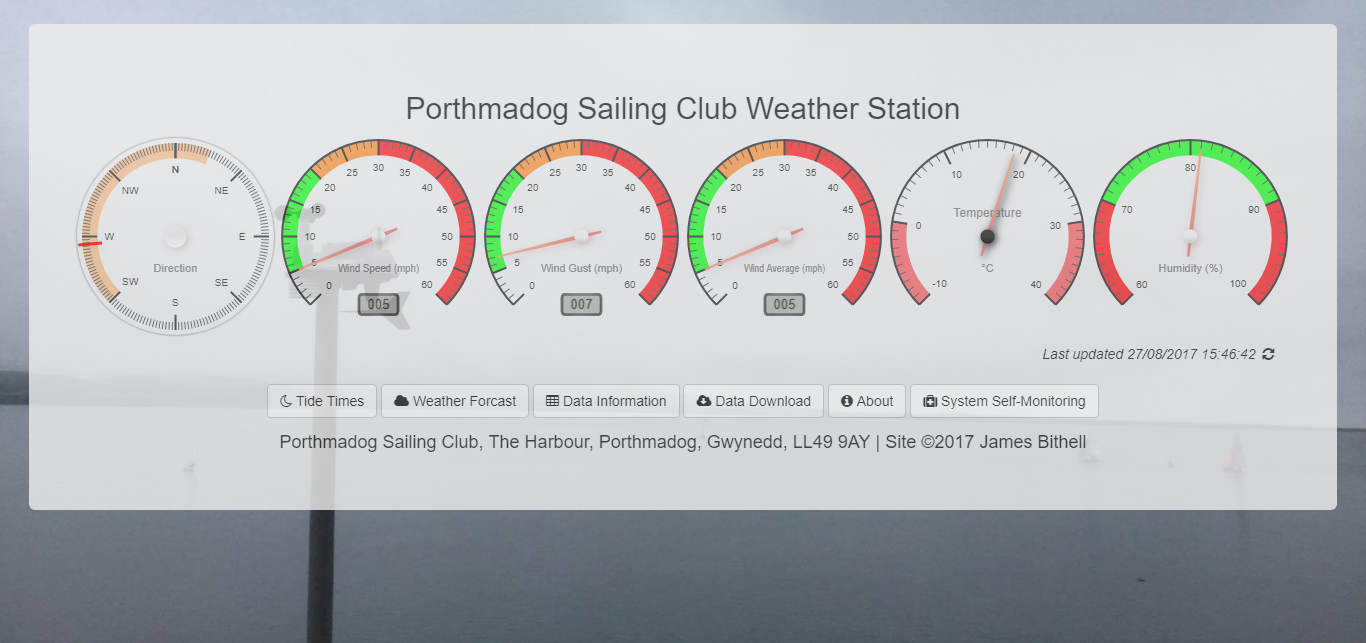 Porthmadog Sailing Club Weather Station
N
NW NE
W E
Direction
SW SE
S
0 5 10 15 20 25 30 35 40 45 50 55 60
Wind Speed (mph)
005
0 5 10 15 20 25 30 35 40 45 50 55 60
Wind Gust (mph)
007
0 5 10 15 20 25 30 35 40 45 50 55 60
Wind Average (mph)
005
-10 0 10 20 30 40
Temperature
°C
60 70 80 90 100
Humidity (%)
Last updated 27/08/2017 15:46:42
Tide Times Weather Forcast Data Information Data Download About System Self-Monitoring
Porthmadog Sailing Club, The Harbour, Porthmadog, Gwynedd, LL49 9AY | Site ©2017 James Bithell